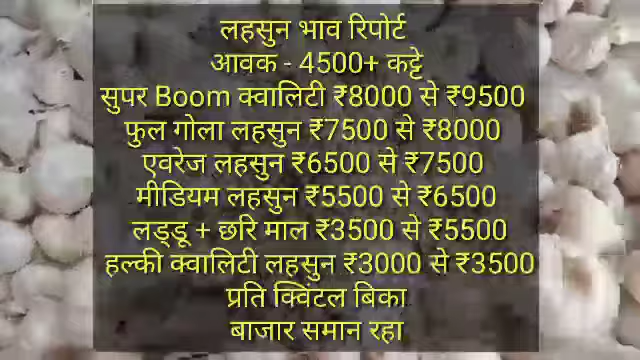 लहसुन भाव रिपोर्ट
आवक - 4500+ कट्टे
सुपर Boom क्वालिटी ₹8000 से ₹9500
फुल गोला लहसुन ₹7500 से ₹8000
एवरेज लहसुन ₹6500 से ₹7500
मीडियम लहसुन ₹5500 से ₹6500
लड्डू + छरि माल ₹3500 से ₹5500
हल्की क्वालिटी लहसुन ₹3000 से ₹3500
प्रति क्विंटल बिका
बाजार समान रहा